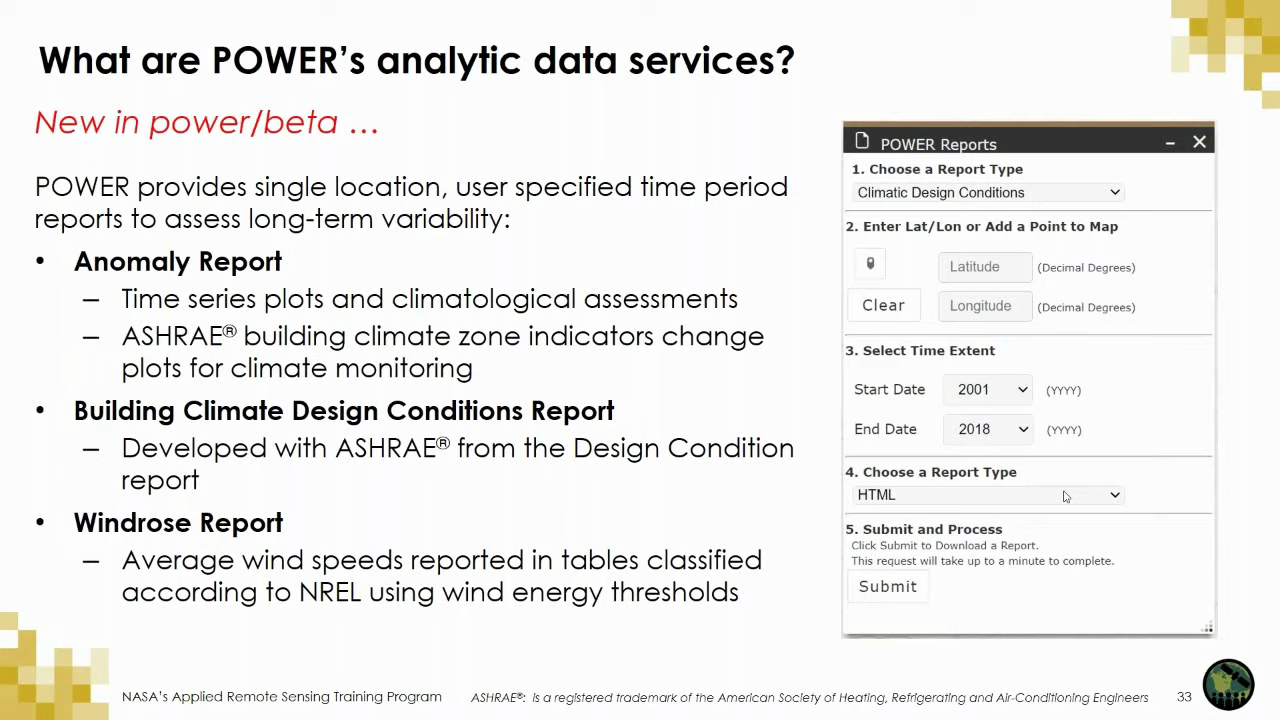 What are POWER's analytic data services?
New in power/beta …
POWER provides single location, user specified time period
reports to assess long-term variability:
• Anomaly Report
– Time series plots and climatological assessments
– ASHRAE® building climate zone indicators change
plots for climate monitoring
• Building Climate Design Conditions Report
– Developed with ASHRAE® from the Design Condition
report
• Windrose Report
– Average wind speeds reported in tables classified
according to NREL using wind energy thresholds
POWER Reports
1. Choose a Report Type
Climatic Design Conditions
2. Enter Lat/Lon or Add a Point to Map
Latitude (Decimal Degrees)
Clear Longitude (Decimal Degrees)
3. Select Time Extent
Start Date 2001 (YYYY)
End Date 2018 (YYYY)
4. Choose a Report Type
HTML
5. Submit and Process
Click Submit to Download a Report.
This request will take up to a minute to complete.
Submit
NASA's Applied Remote Sensing Training Program
ASHRAE®: is a registered trademark of the American Society of Heating, Refrigerating and Air-Conditioning Engineers
33